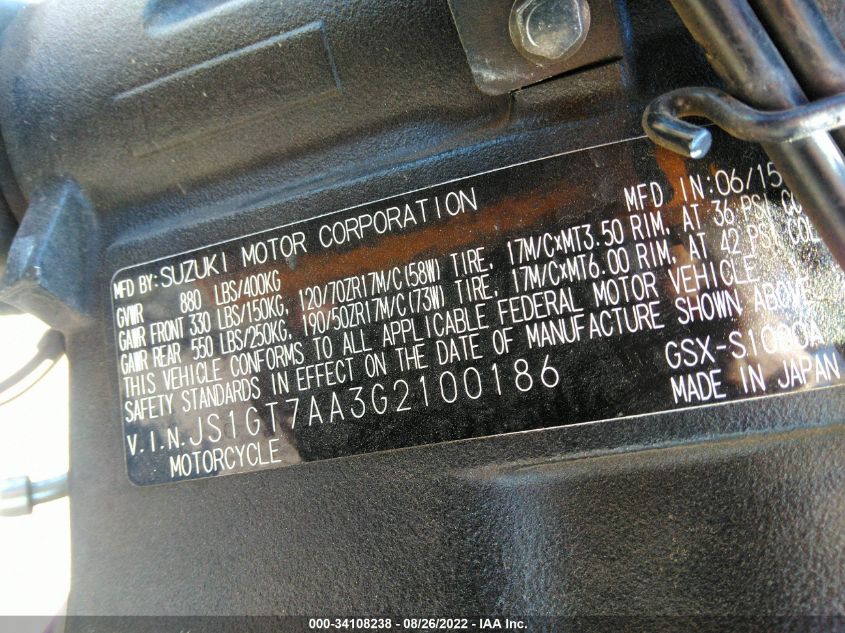 MFD BY: SUZUKI MOTOR CORPORATION MFD IN: 06/15
GVWR 880 LBS/400KG
GAWR FRONT 330 LBS/150KG, 120/70ZR17M/C(58W) TIRE, 17M/C×MT3.50 RIM, AT 36 PSI
GAWR REAR 550 LBS/250KG, 190/50ZR17M/C(73W) TIRE, 17M/C×MT6.00 RIM, AT 42 PSI
THIS VEHICLE CONFORMS TO ALL APPLICABLE FEDERAL MOTOR VEHICLE
SAFETY STANDARDS IN EFFECT ON THE DATE OF MANUFACTURE SHOWN ABOVE.
V.I.N. JS1GT7AA3G2100186 GSX-S1000A
MOTORCYCLE MADE IN JAPAN
000-34108238 - 08/26/2022 - IAA Inc.